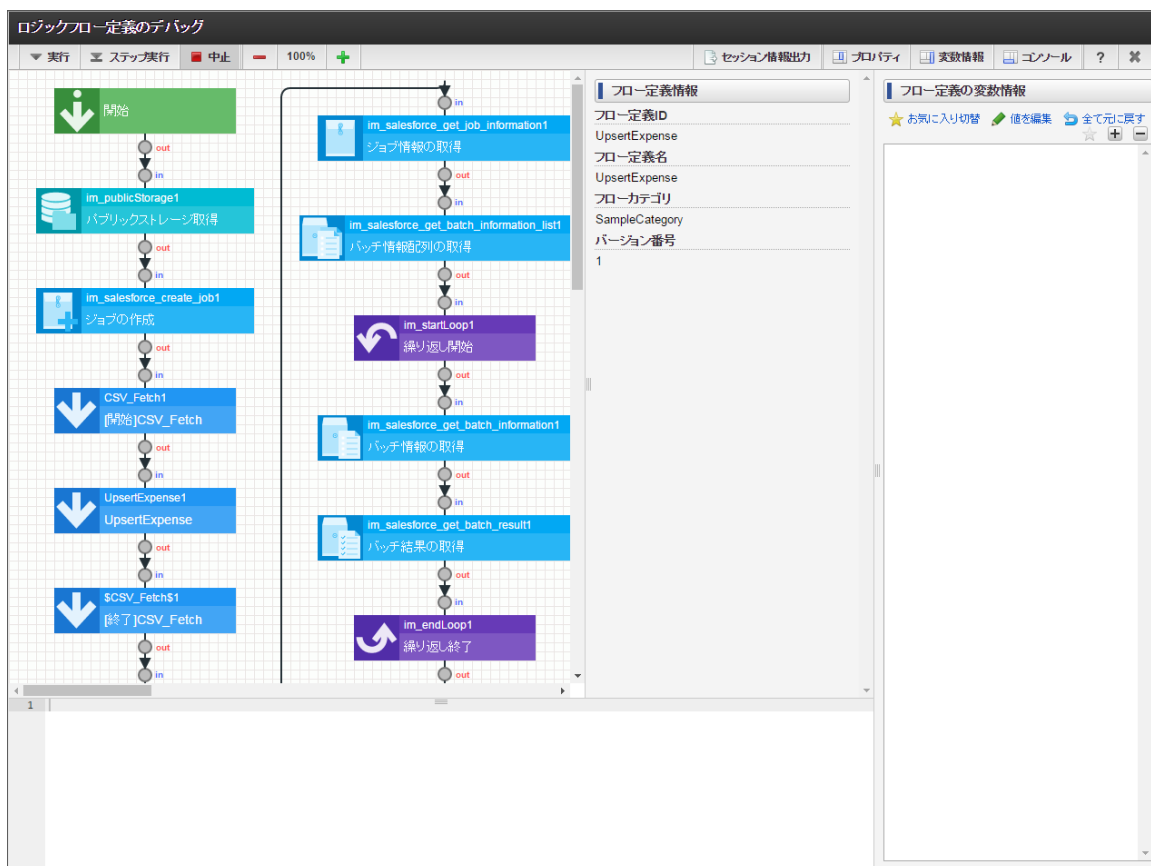 ロジックフロー定義のデバッグ
実行 ステップ実行 中止 100% セッション情報出力 プロパティ 変数情報 コンソール ?
開始
out
in
im_publicStorage1
パブリックストレージ取得
out
in
im_salesforce_create_job1
ジョブの作成
out
in
CSV_Fetch1
[開始]CSV_Fetch
out
in
UpsertExpense1
UpsertExpense
out
in
$CSV_Fetch$1
[終了]CSV_Fetch
out
in
in
im_salesforce_get_job_information1
ジョブ情報の取得
out
in
im_salesforce_get_batch_information_list1
バッチ情報配列の取得
out
in
im_startLoop1
繰り返し開始
out
in
im_salesforce_get_batch_information1
バッチ情報の取得
out
in
im_salesforce_get_batch_result1
バッチ結果の取得
out
in
im_endLoop1
繰り返し終了
out
フロー定義情報
フロー定義ID
UpsertExpense
フロー定義名
UpsertExpense
フローカテゴリ
SampleCategory
バージョン番号
1
フロー定義の変数情報
お気に入り切替 値を編集 全て元に戻す
1